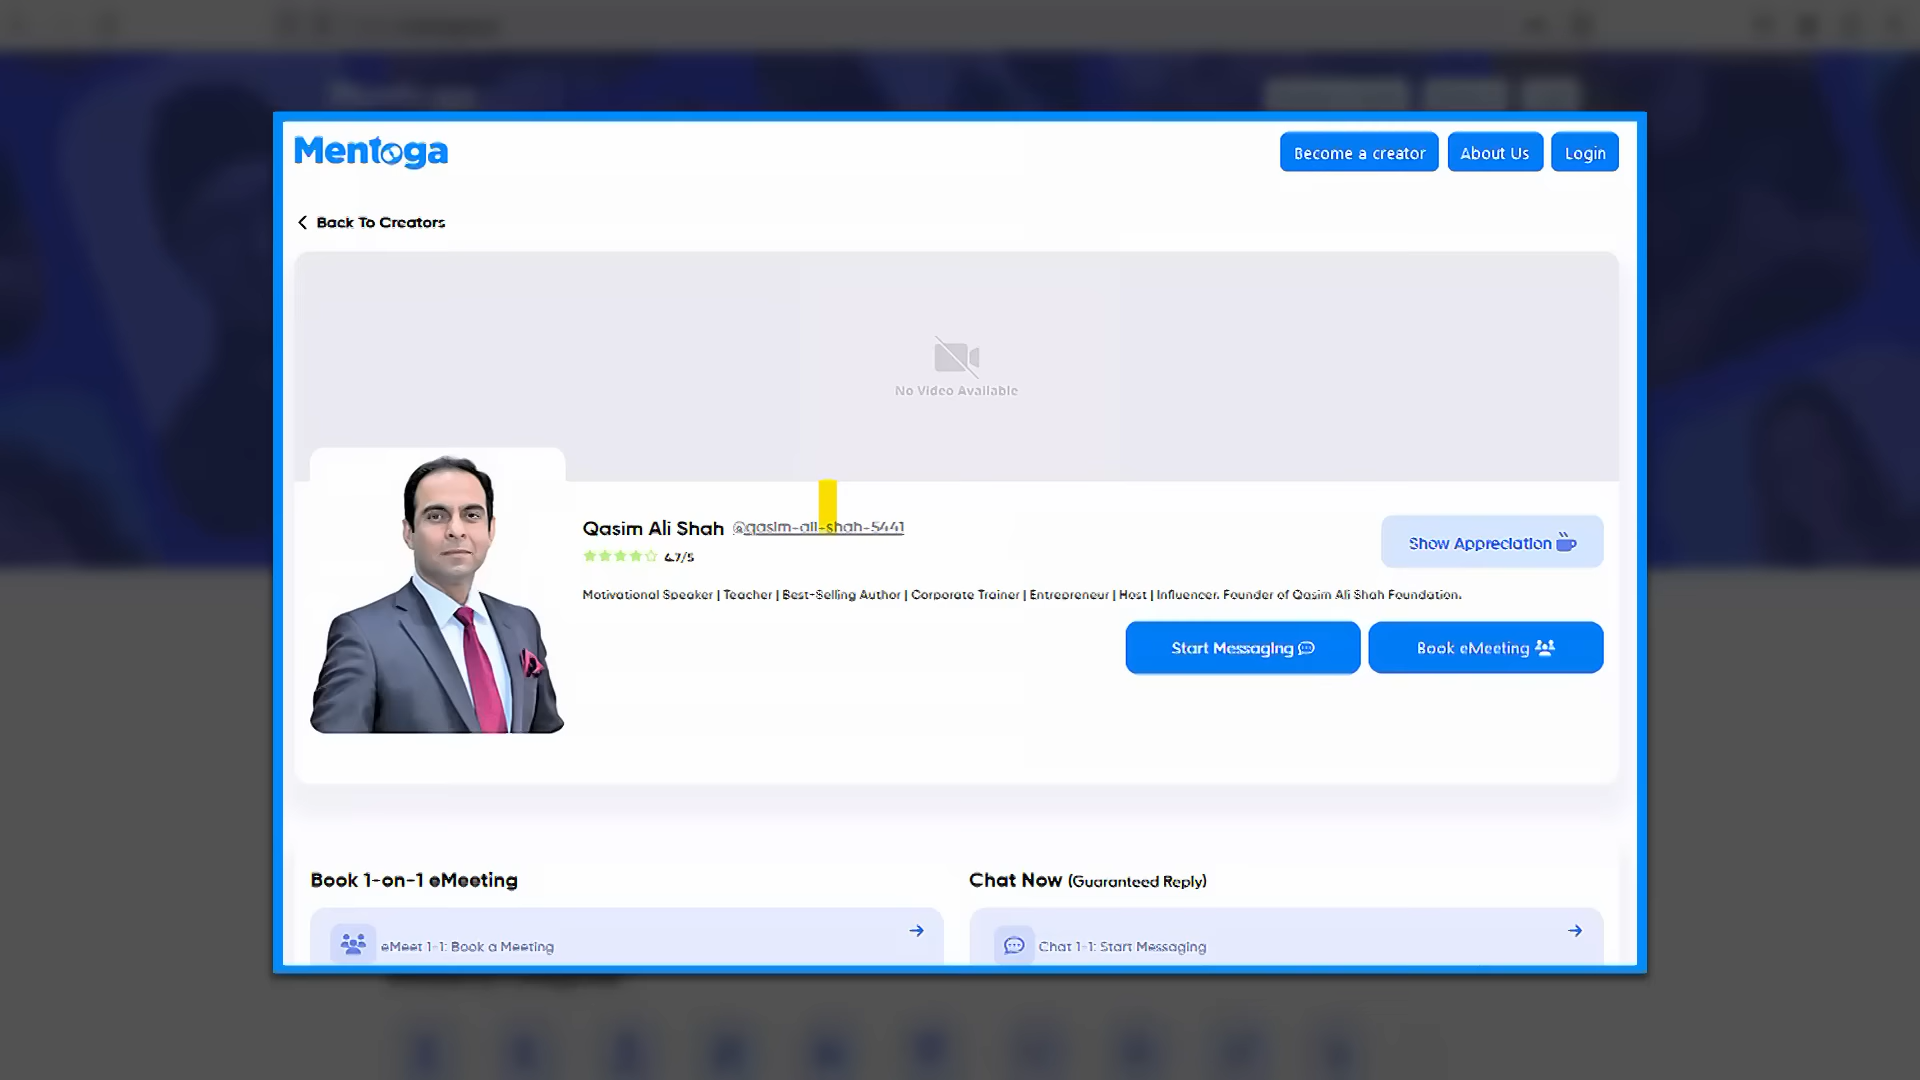 Mentoga
Become a creator
About Us
Login
Back To Creators
No Video Available
Qasim Ali Shah @qasim-ali-shah-5441
4.7/5
Show Appreciation
Motivational Speaker | Teacher | Best-Selling Author | Corporate Trainer | Entrepreneur | Host | Influencer. Founder of Qasim Ali Shah Foundation.
Start Messaging
Book eMeeting
Book 1-on-1 eMeeting
Chat Now (Guaranteed Reply)
eMeet 1-1: Book a Meeting
Chat 1-1: Start Messaging